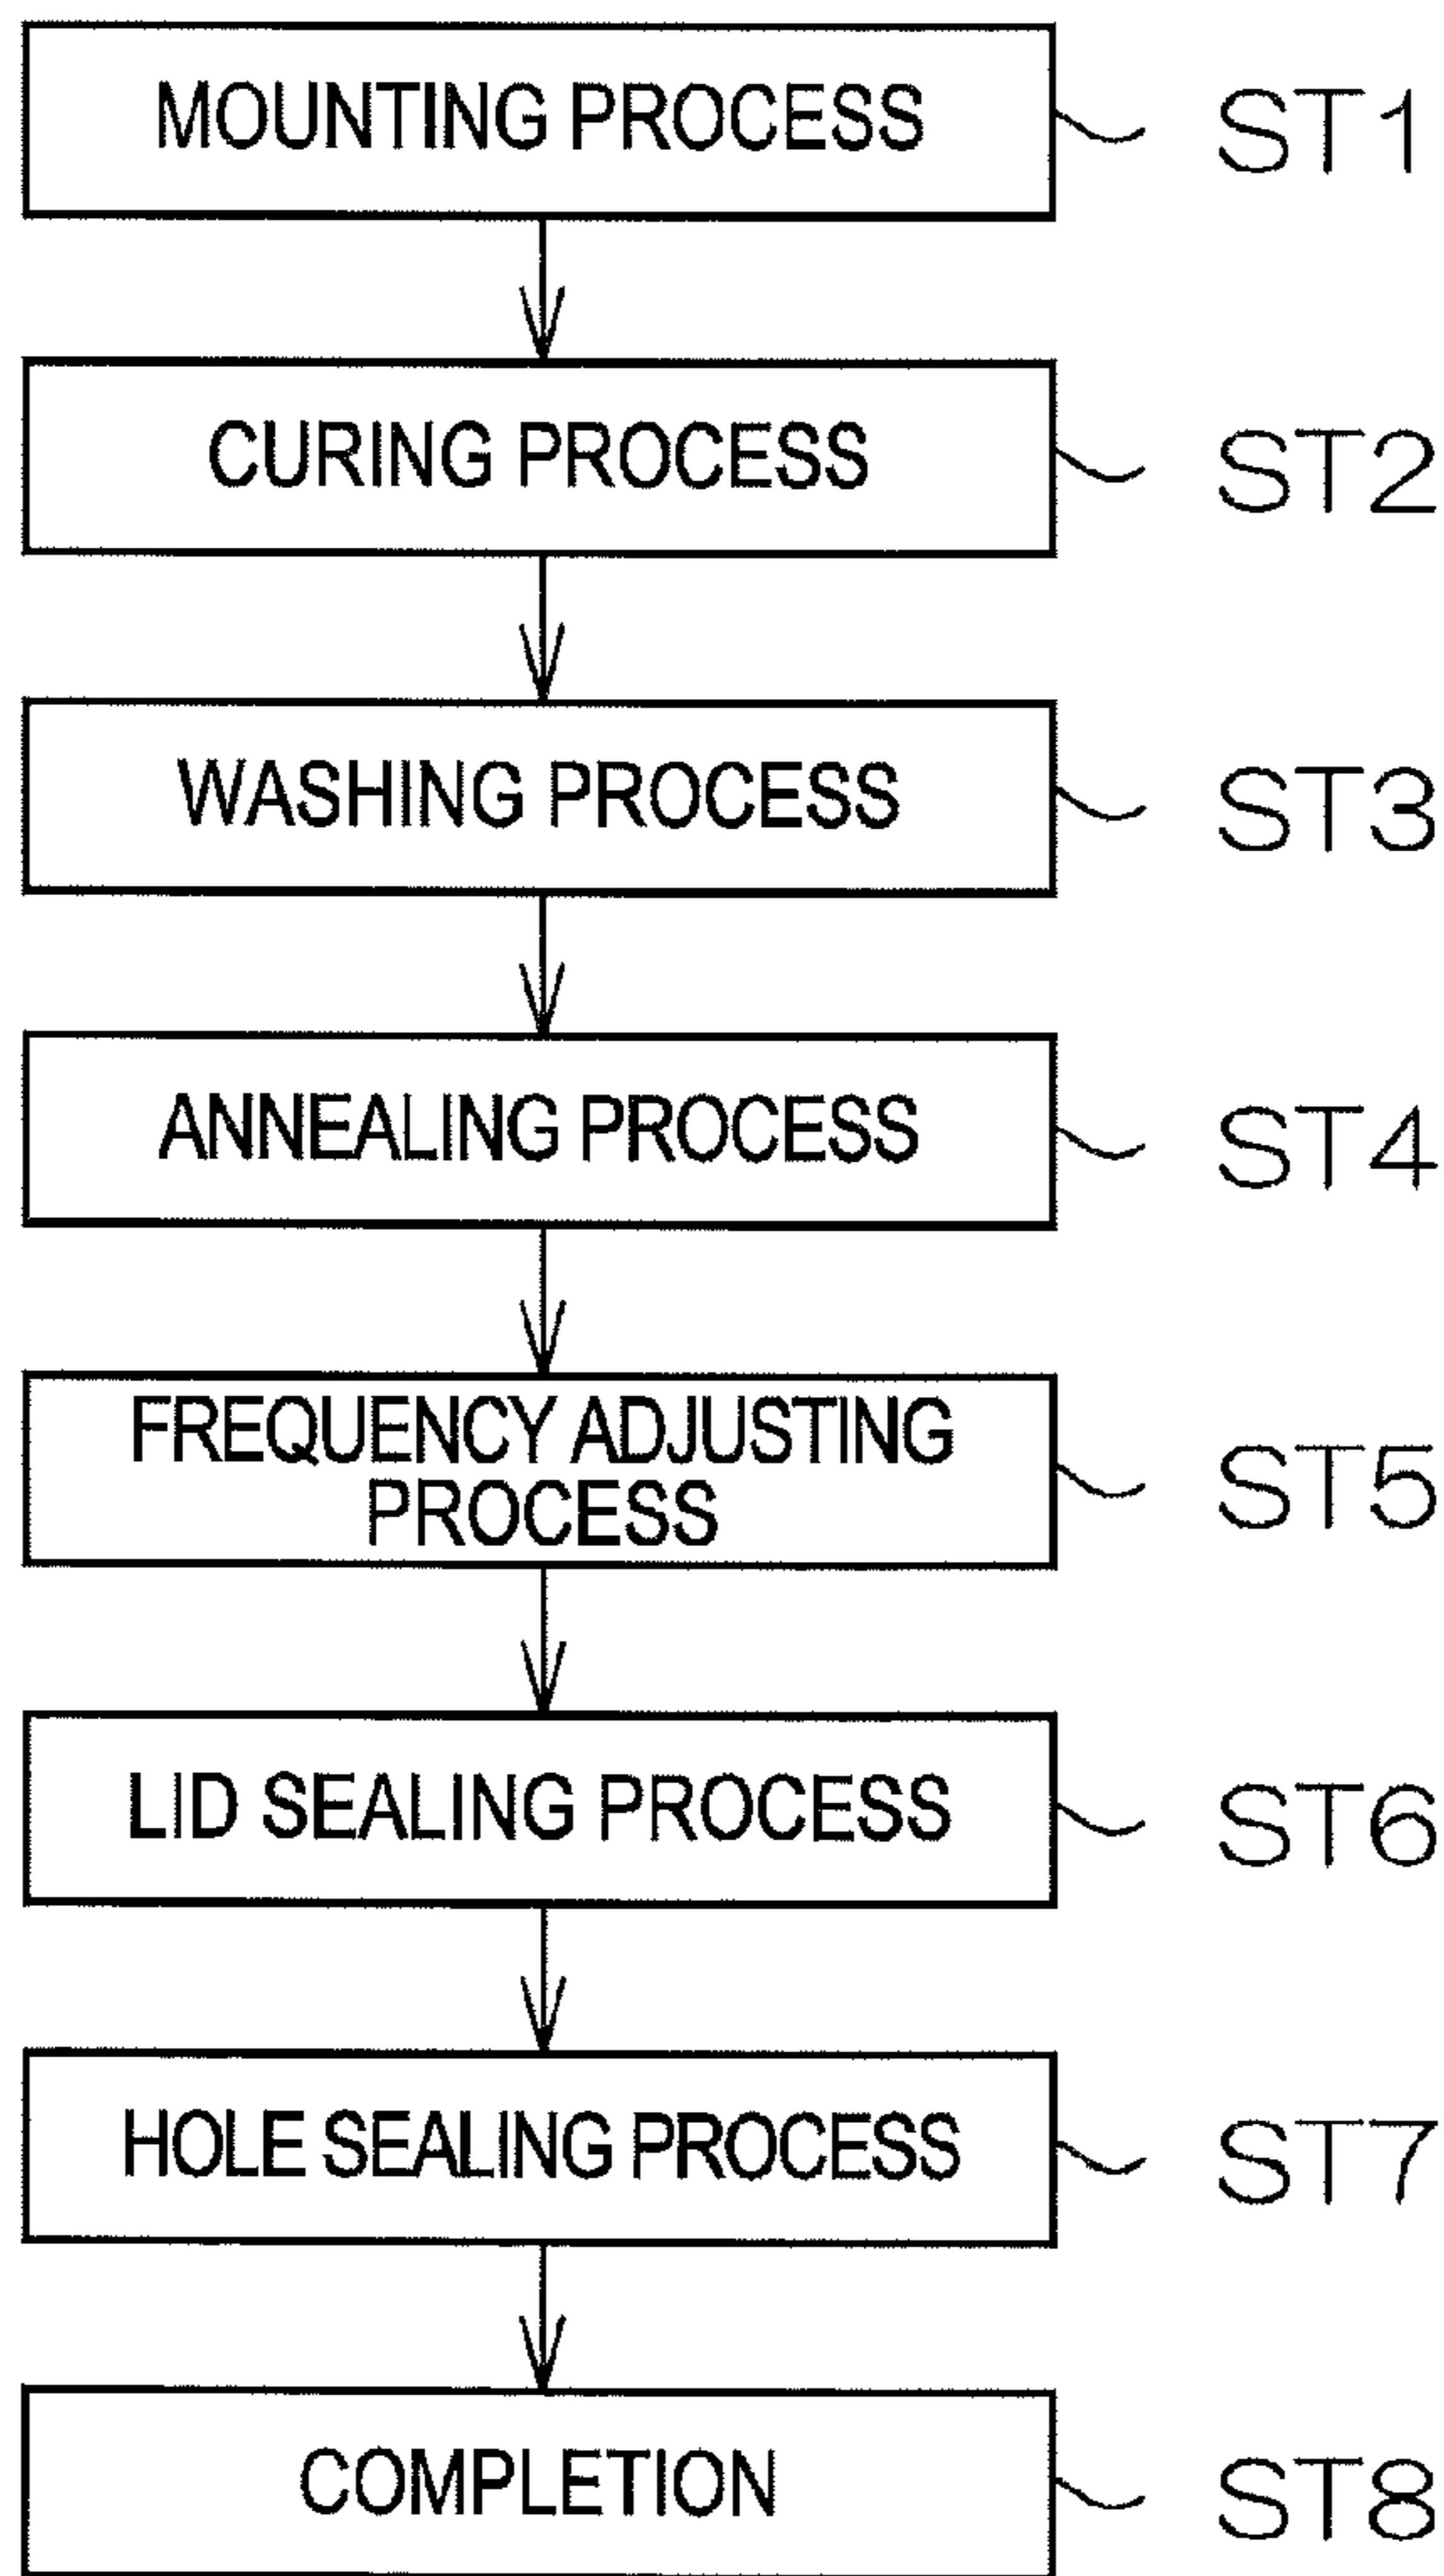 MOUNTING PROCESS ST1
CURING PROCESS ST2
WASHING PROCESS ST3
ANNEALING PROCESS ST4
FREQUENCY ADJUSTING
PROCESS ST5
LID SEALING PROCESS ST6
HOLE SEALING PROCESS ST7
COMPLETION ST8